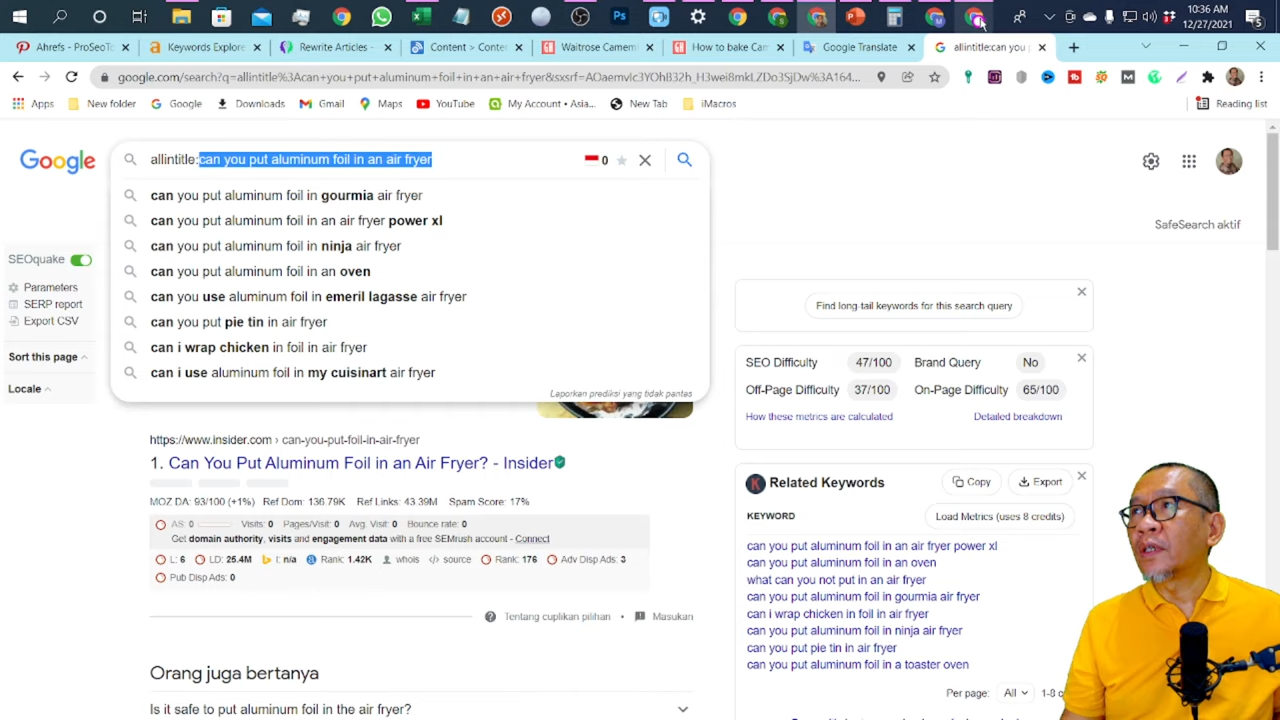 10:36 AM
12/27/2021
5
Ahrefs - ProSeoTo
Keywords Explore
Rewrite Articles -
Content > Conten
Waitrose Camem
How to bake Cam
Google Translate
allintitle:can you p
google.com/search?q=allintitle%3Acan+you+put+aluminum+foil+in+an+air+fryer&sxsrf=AOaemvIc3YOh832h_H3wei8mkLZDo3SjDw%3A164...
Apps
New folder
Google
Downloads
Gmail
Maps
YouTube
My Account • Asia...
New Tab
iMacros
Reading list
Google
allintitle:can you put aluminum foil in an air fryer
0
can you put aluminum foil in gourmia air fryer
can you put aluminum foil in an air fryer power xl
can you put aluminum foil in ninja air fryer
can you put aluminum foil in an oven
can you use aluminum foil in emeril lagasse air fryer
can you put pie tin in air fryer
can i wrap chicken in foil in air fryer
can i use aluminum foil in my cuisinart air fryer
Laporkan prediksi yang tidak pantas
SafeSearch aktif
SEOquake
Parameters
SERP report
Export CSV
Sort this page
Locale
https://www.insider.com › can-you-put-foil-in-air-fryer
1. Can You Put Aluminum Foil in an Air Fryer? - Insider
MOZ DA: 93/100 (+1%) Ref Dom: 136.79K Ref Links: 43.39M Spam Score: 17%
AS: 0 Visits: 0 Pages/Visit: 0 Avg. Visit: 0 Bounce rate: 0
Get domain authority, visits and engagement data with a free SEMrush account - Connect
L: 6 LD: 25.4M I: n/a Rank: 1.42K whois source Rank: 176 Adv Disp Ads: 3
Pub Disp Ads: 0
Tentang cuplikan pilihan • Masukan
Orang juga bertanya
Is it safe to put aluminum foil in the air fryer?
Find long-tail keywords for this search query
SEO Difficulty 47/100 Brand Query No
Off-Page Difficulty 37/100 On-Page Difficulty 65/100
How these metrics are calculated
Detailed breakdown
Related Keywords
Copy
Export
KEYWORD
Load Metrics (uses 8 credits)
can you put aluminum foil in an air fryer power xl
can you put aluminum foil in an oven
what can you not put in an air fryer
can you put aluminum foil in gourmia air fryer
can i wrap chicken in foil in air fryer
can you put aluminum foil in ninja air fryer
can you put pie tin in air fryer
can you put aluminum foil in a toaster oven
Per page: All 1-8 o